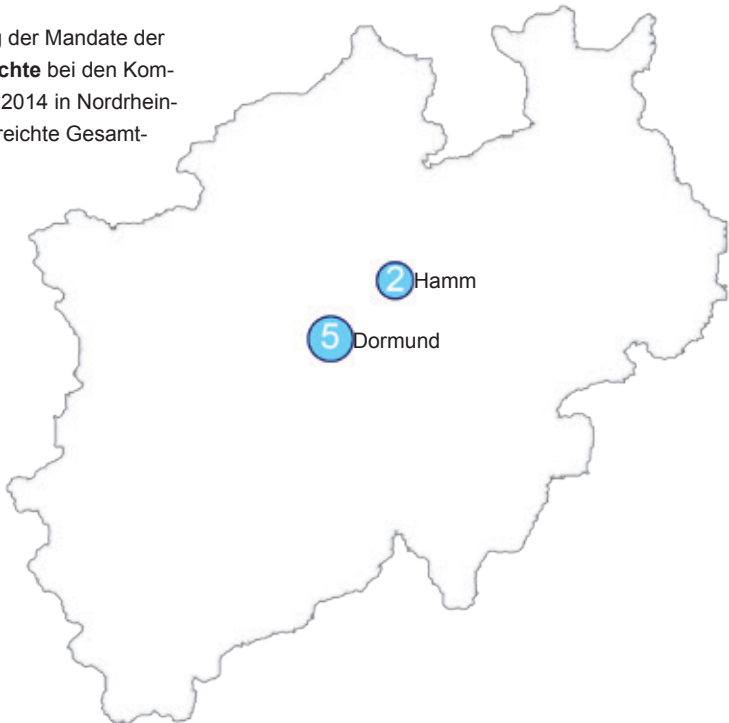 g der Mandate der
chte bei den Kom-
2014 in Nordrhein-
reichte Gesamt-
2 Hamm
5 Dormund